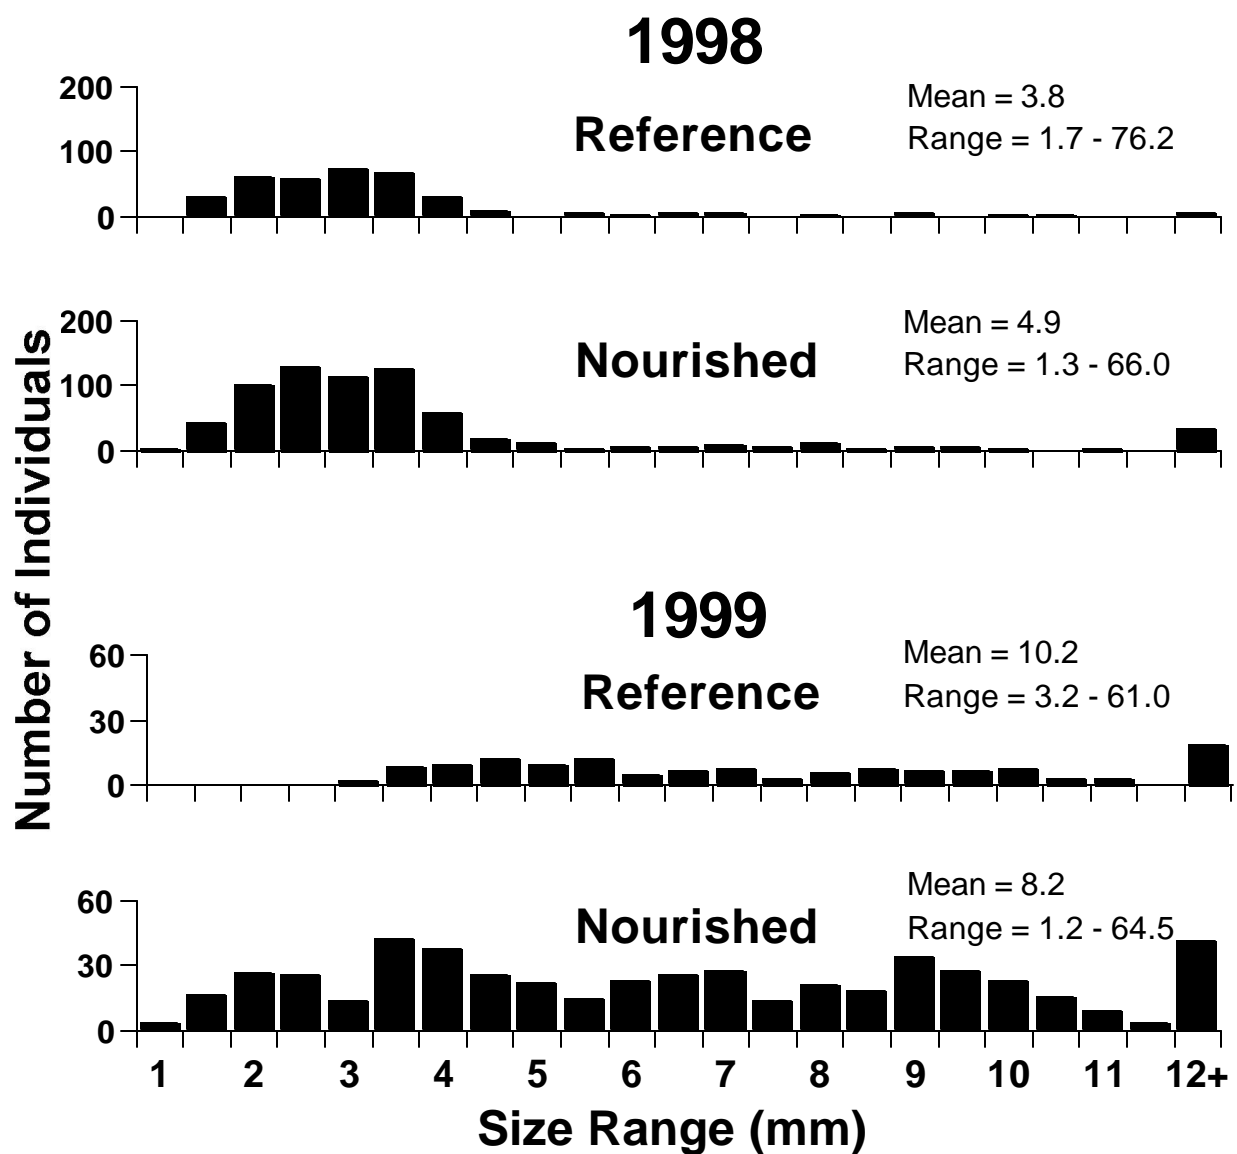 1998
200
100
0
Reference
Mean = 3.8
Range = 1.7 - 76.2
200
100
0
Nourished
Mean = 4.9
Range = 1.3 - 66.0
Number of Individuals
1999
60
30
0
Reference
Mean = 10.2
Range = 3.2 - 61.0
60
30
0
Nourished
Mean = 8.2
Range = 1.2 - 64.5
1 2 3 4 5 6 7 8 9 10 11 12+
Size Range (mm)